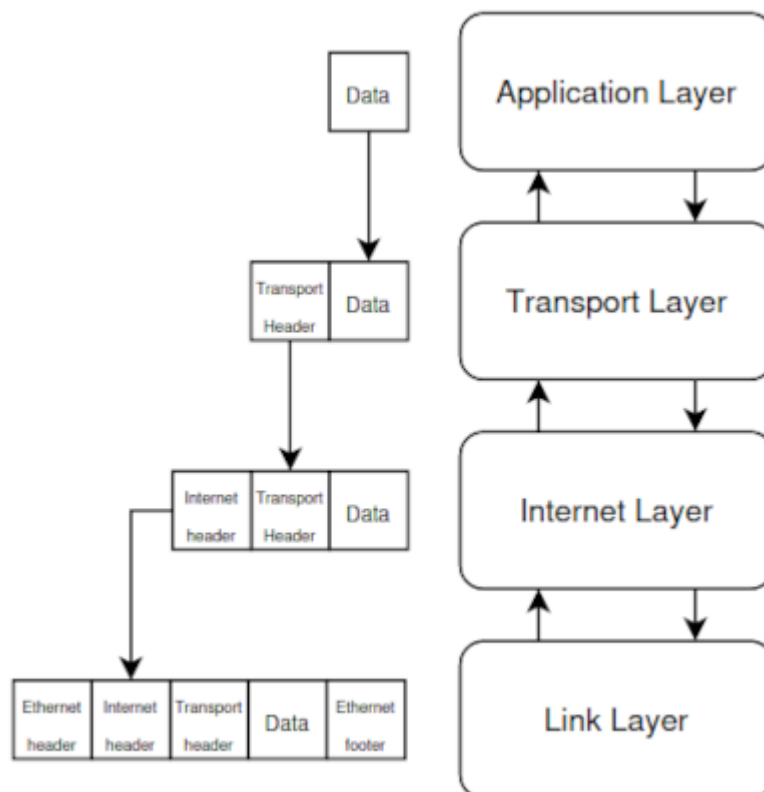 Data
Application Layer
Transport
Header
Data
Transport Layer
Internet
header
Transport
Header
Data
Internet Layer
Ethernet
header
Internet
header
Transport
header
Data
Ethernet
footer
Link Layer